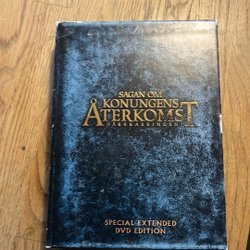 SAGAN OM
KONUNGENS
ÅTERKOMST
HÄRSKARRINGEN
SPECIAL EXTENDED
DVD EDITION